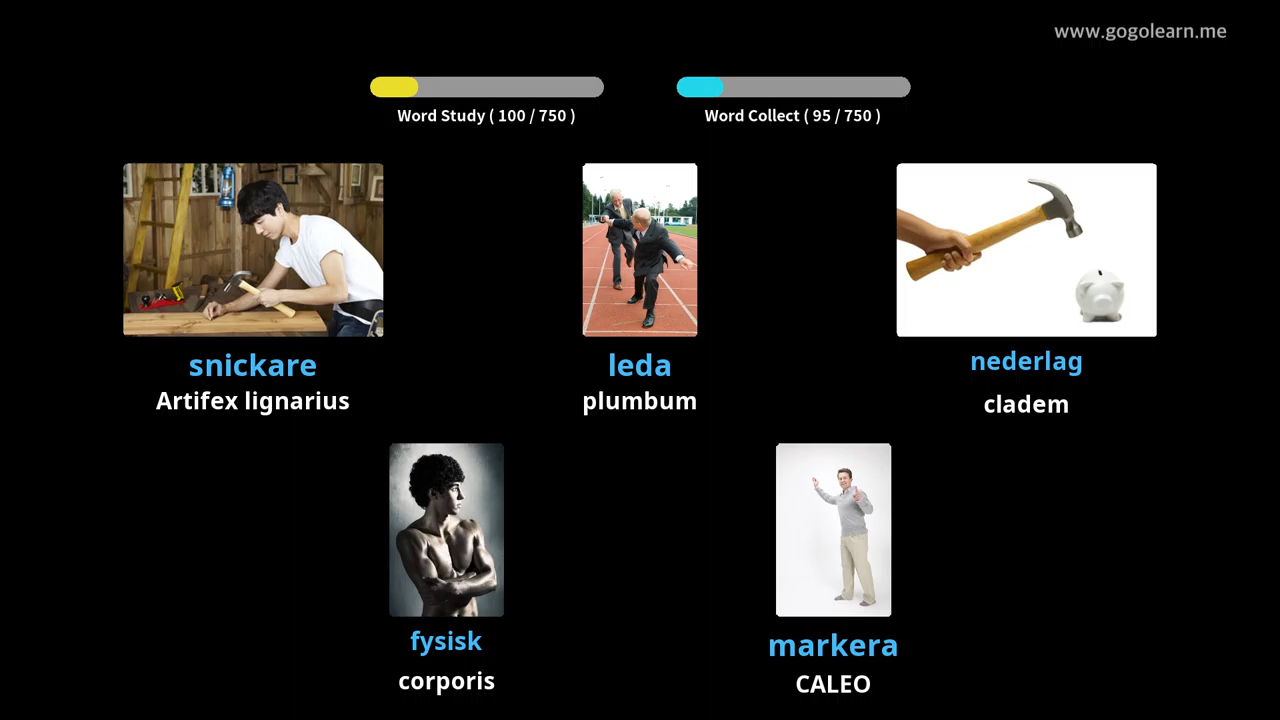 www.gogolearn.me
Word Study ( 100 / 750 )
Word Collect ( 95 / 750 )
snickare
Artifex lignarius
leda
plumbum
nederlag
cladem
fysisk
corporis
markera
CALEO